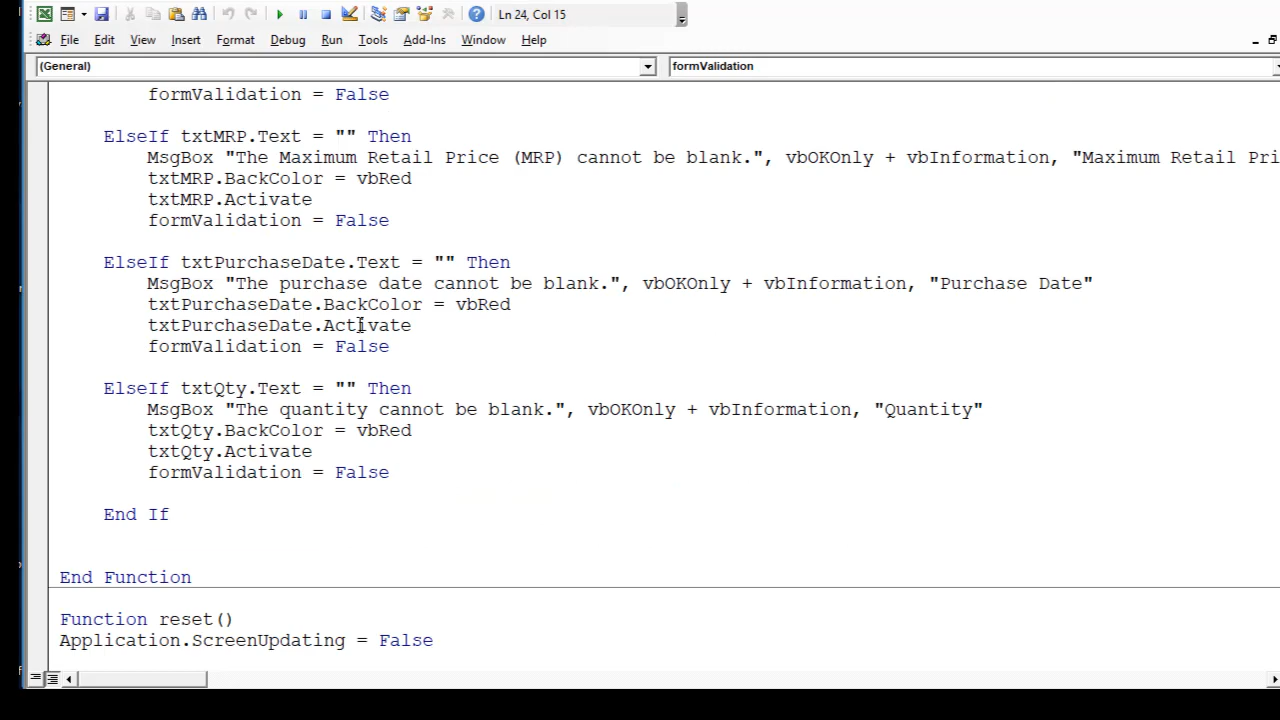 Ln 24, Col 15
File Edit View Insert Format Debug Run Tools Add-Ins Window Help
(General) formValidation
formValidation = False
ElseIf txtMRP.Text = "" Then
MsgBox "The Maximum Retail Price (MRP) cannot be blank.", vbOKOnly + vbInformation, "Maximum Retail Pri
txtMRP.BackColor = vbRed
txtMRP.Activate
formValidation = False
ElseIf txtPurchaseDate.Text = "" Then
MsgBox "The purchase date cannot be blank.", vbOKOnly + vbInformation, "Purchase Date"
txtPurchaseDate.BackColor = vbRed
txtPurchaseDate.Activate
formValidation = False
ElseIf txtQty.Text = "" Then
MsgBox "The quantity cannot be blank.", vbOKOnly + vbInformation, "Quantity"
txtQty.BackColor = vbRed
txtQty.Activate
formValidation = False
End If
End Function
Function reset()
Application.ScreenUpdating = False